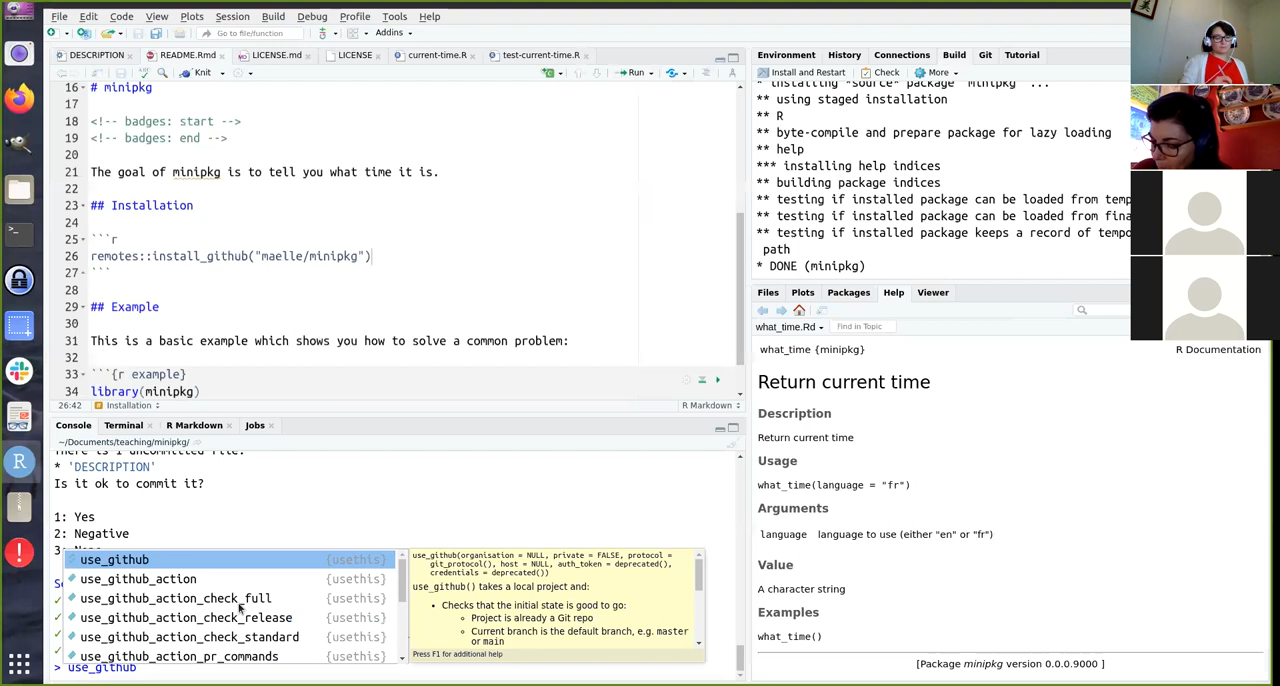 File Edit Code View Plots Session Build Debug Profile Tools Help
Go to file/function Addins
DESCRIPTION README.Rmd LICENSE.md LICENSE current-time.R test-current-time.R
Knit Run
16 # minipkg
17
18 <!-- badges: start -->
19 <!-- badges: end -->
20
21 The goal of minipkg is to tell you what time it is.
22
23 ## Installation
24
25 ```r
26 remotes::install_github("maelle/minipkg")
27 ```
28
29 ## Example
30
31 This is a basic example which shows you how to solve a common problem:
32
33 ```{r example}
34 library(minipkg)
26:42 Installation R Markdown
Console Terminal R Markdown Jobs
~/Documents/teaching/minipkg/
There is 1 uncommitted file:
* 'DESCRIPTION'
Is it ok to commit it?
1: Yes
2: Negative
3:
use_github {usethis}
use_github_action {usethis}
use_github_action_check_full {usethis}
use_github_action_check_release {usethis}
use_github_action_check_standard {usethis}
use_github_action_pr_commands {usethis}
> use_github
use_github(organisation = NULL, private = FALSE, protocol =
git_protocol(), host = NULL, auth_token = deprecated(),
credentials = deprecated())
use_github() takes a local project and:
• Checks that the initial state is good to go:
◦ Project is already a Git repo
◦ Current branch is the default branch, e.g. master
or main
Press F1 for additional help
Environment History Connections Build Git Tutorial
Install and Restart Check More
* installing *source* package 'minipkg' ...
** using staged installation
** R
** byte-compile and prepare package for lazy loading
** help
*** installing help indices
** building package indices
** testing if installed package can be loaded from
** testing if installed package can be loaded from
** testing if installed package keeps a record of
path
* DONE (minipkg)
Files Plots Packages Help Viewer
what_time.Rd Find in Topic
what_time {minipkg} R Documentation
Return current time
Description
Return current time
Usage
what_time(language = "fr")
Arguments
language language to use (either "en" or "fr")
Value
A character string
Examples
what_time()
[Package minipkg version 0.0.0.9000 ]